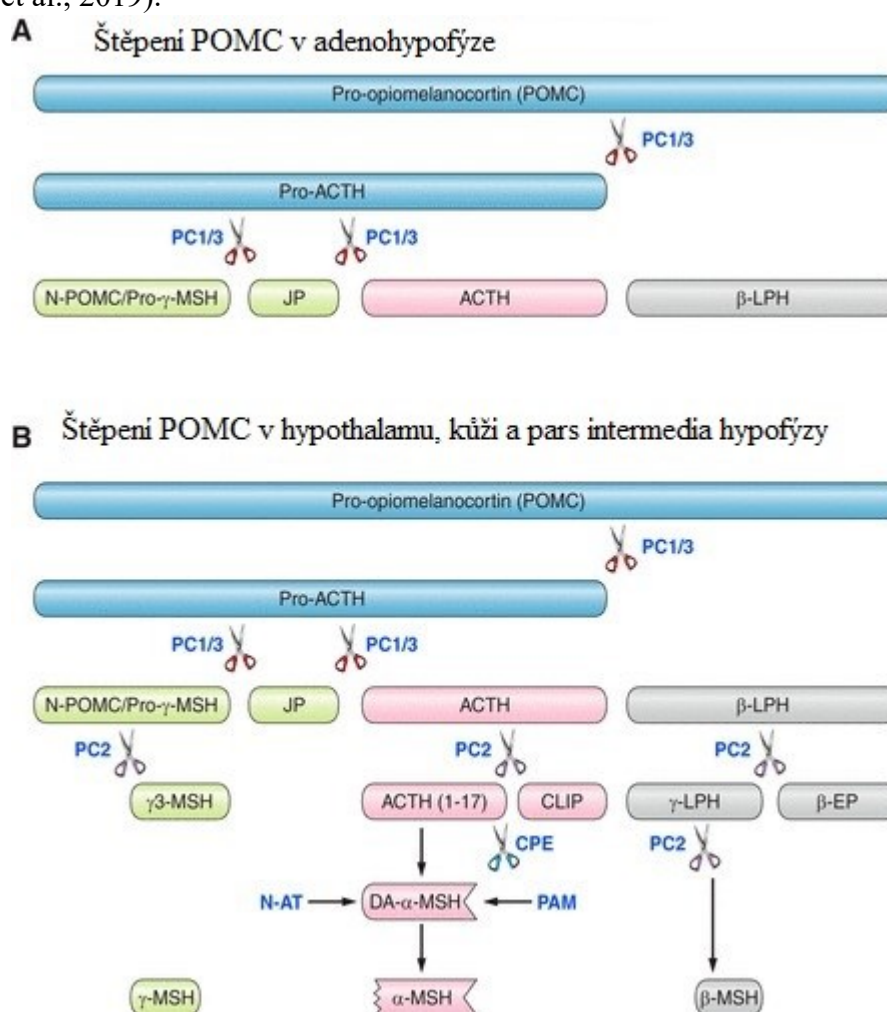 et al., 2019).
A Štěpení POMC v adenohypofýze
Pro-opiomelanocortin (POMC)
PC1/3
Pro-ACTH
PC1/3 PC1/3
N-POMC/Pro-γ-MSH JP ACTH β-LPH
B Štěpení POMC v hypothalamu, kůži a pars intermedia hypofýzy
Pro-opiomelanocortin (POMC)
PC1/3
Pro-ACTH
PC1/3 PC1/3
N-POMC/Pro-γ-MSH JP ACTH β-LPH
PC2 PC2 PC2
γ3-MSH ACTH (1-17) CLIP γ-LPH β-EP
CPE PC2
N-AT DA-α-MSH PAM
γ-MSH α-MSH β-MSH